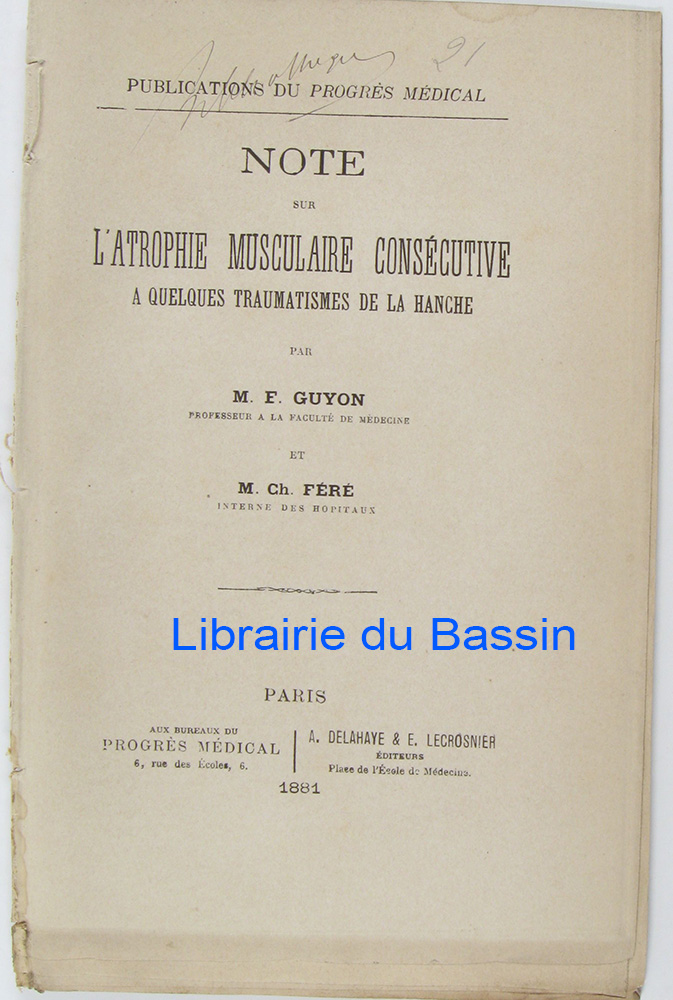 21
PUBLICATIONS DU PROGRÈS MÉDICAL
NOTE
SUR
L'ATROPHIE MUSCULAIRE CONSÉCUTIVE
A QUELQUES TRAUMATISMES DE LA HANCHE
PAR
M. F. GUYON
PROFESSEUR A LA FACULTÉ DE MÉDECINE
ET
M. Ch. FÉRÉ
INTERNE DES HOPITAUX
Librairie du Bassin
PARIS
AUX BUREAUX DU
PROGRÈS MÉDICAL
6, rue des Écoles, 6.
A. DELAHAYE & E. LECROSNIER
ÉDITEURS
Place de l'École de Médecine.
1881